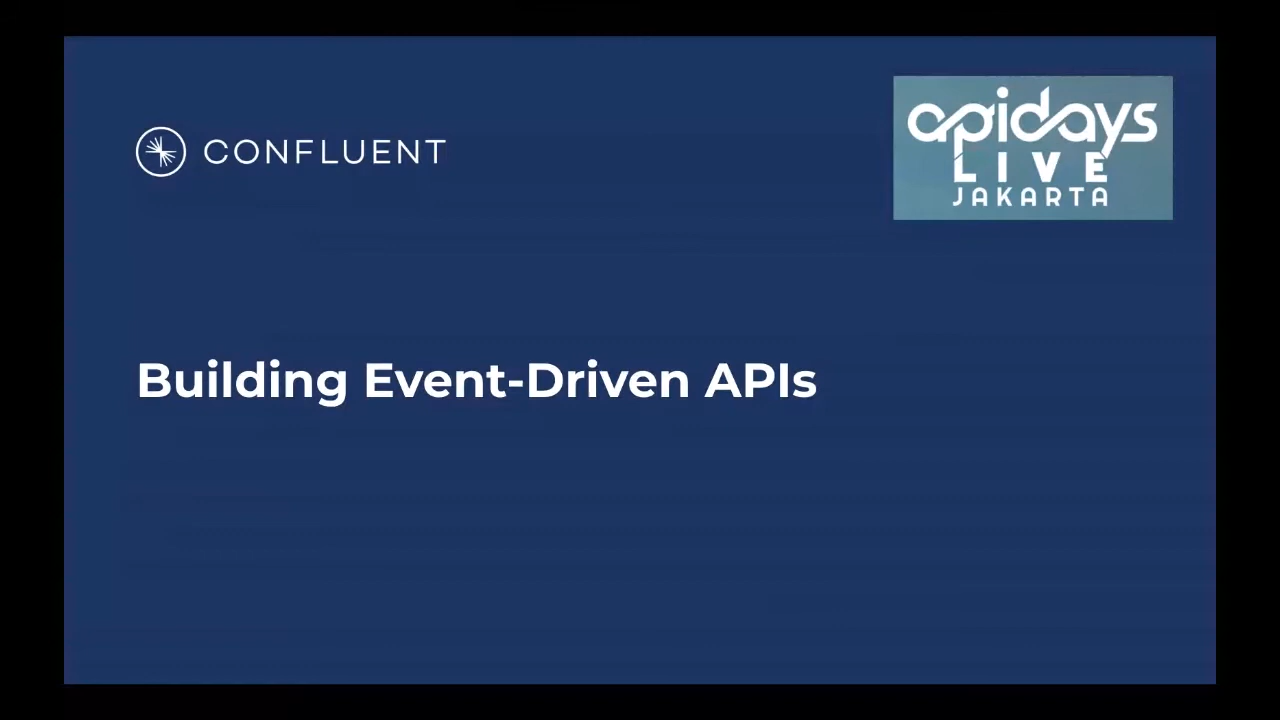 CONFLUENT
apidays
LIVE
JAKARTA
Building Event-Driven APIs